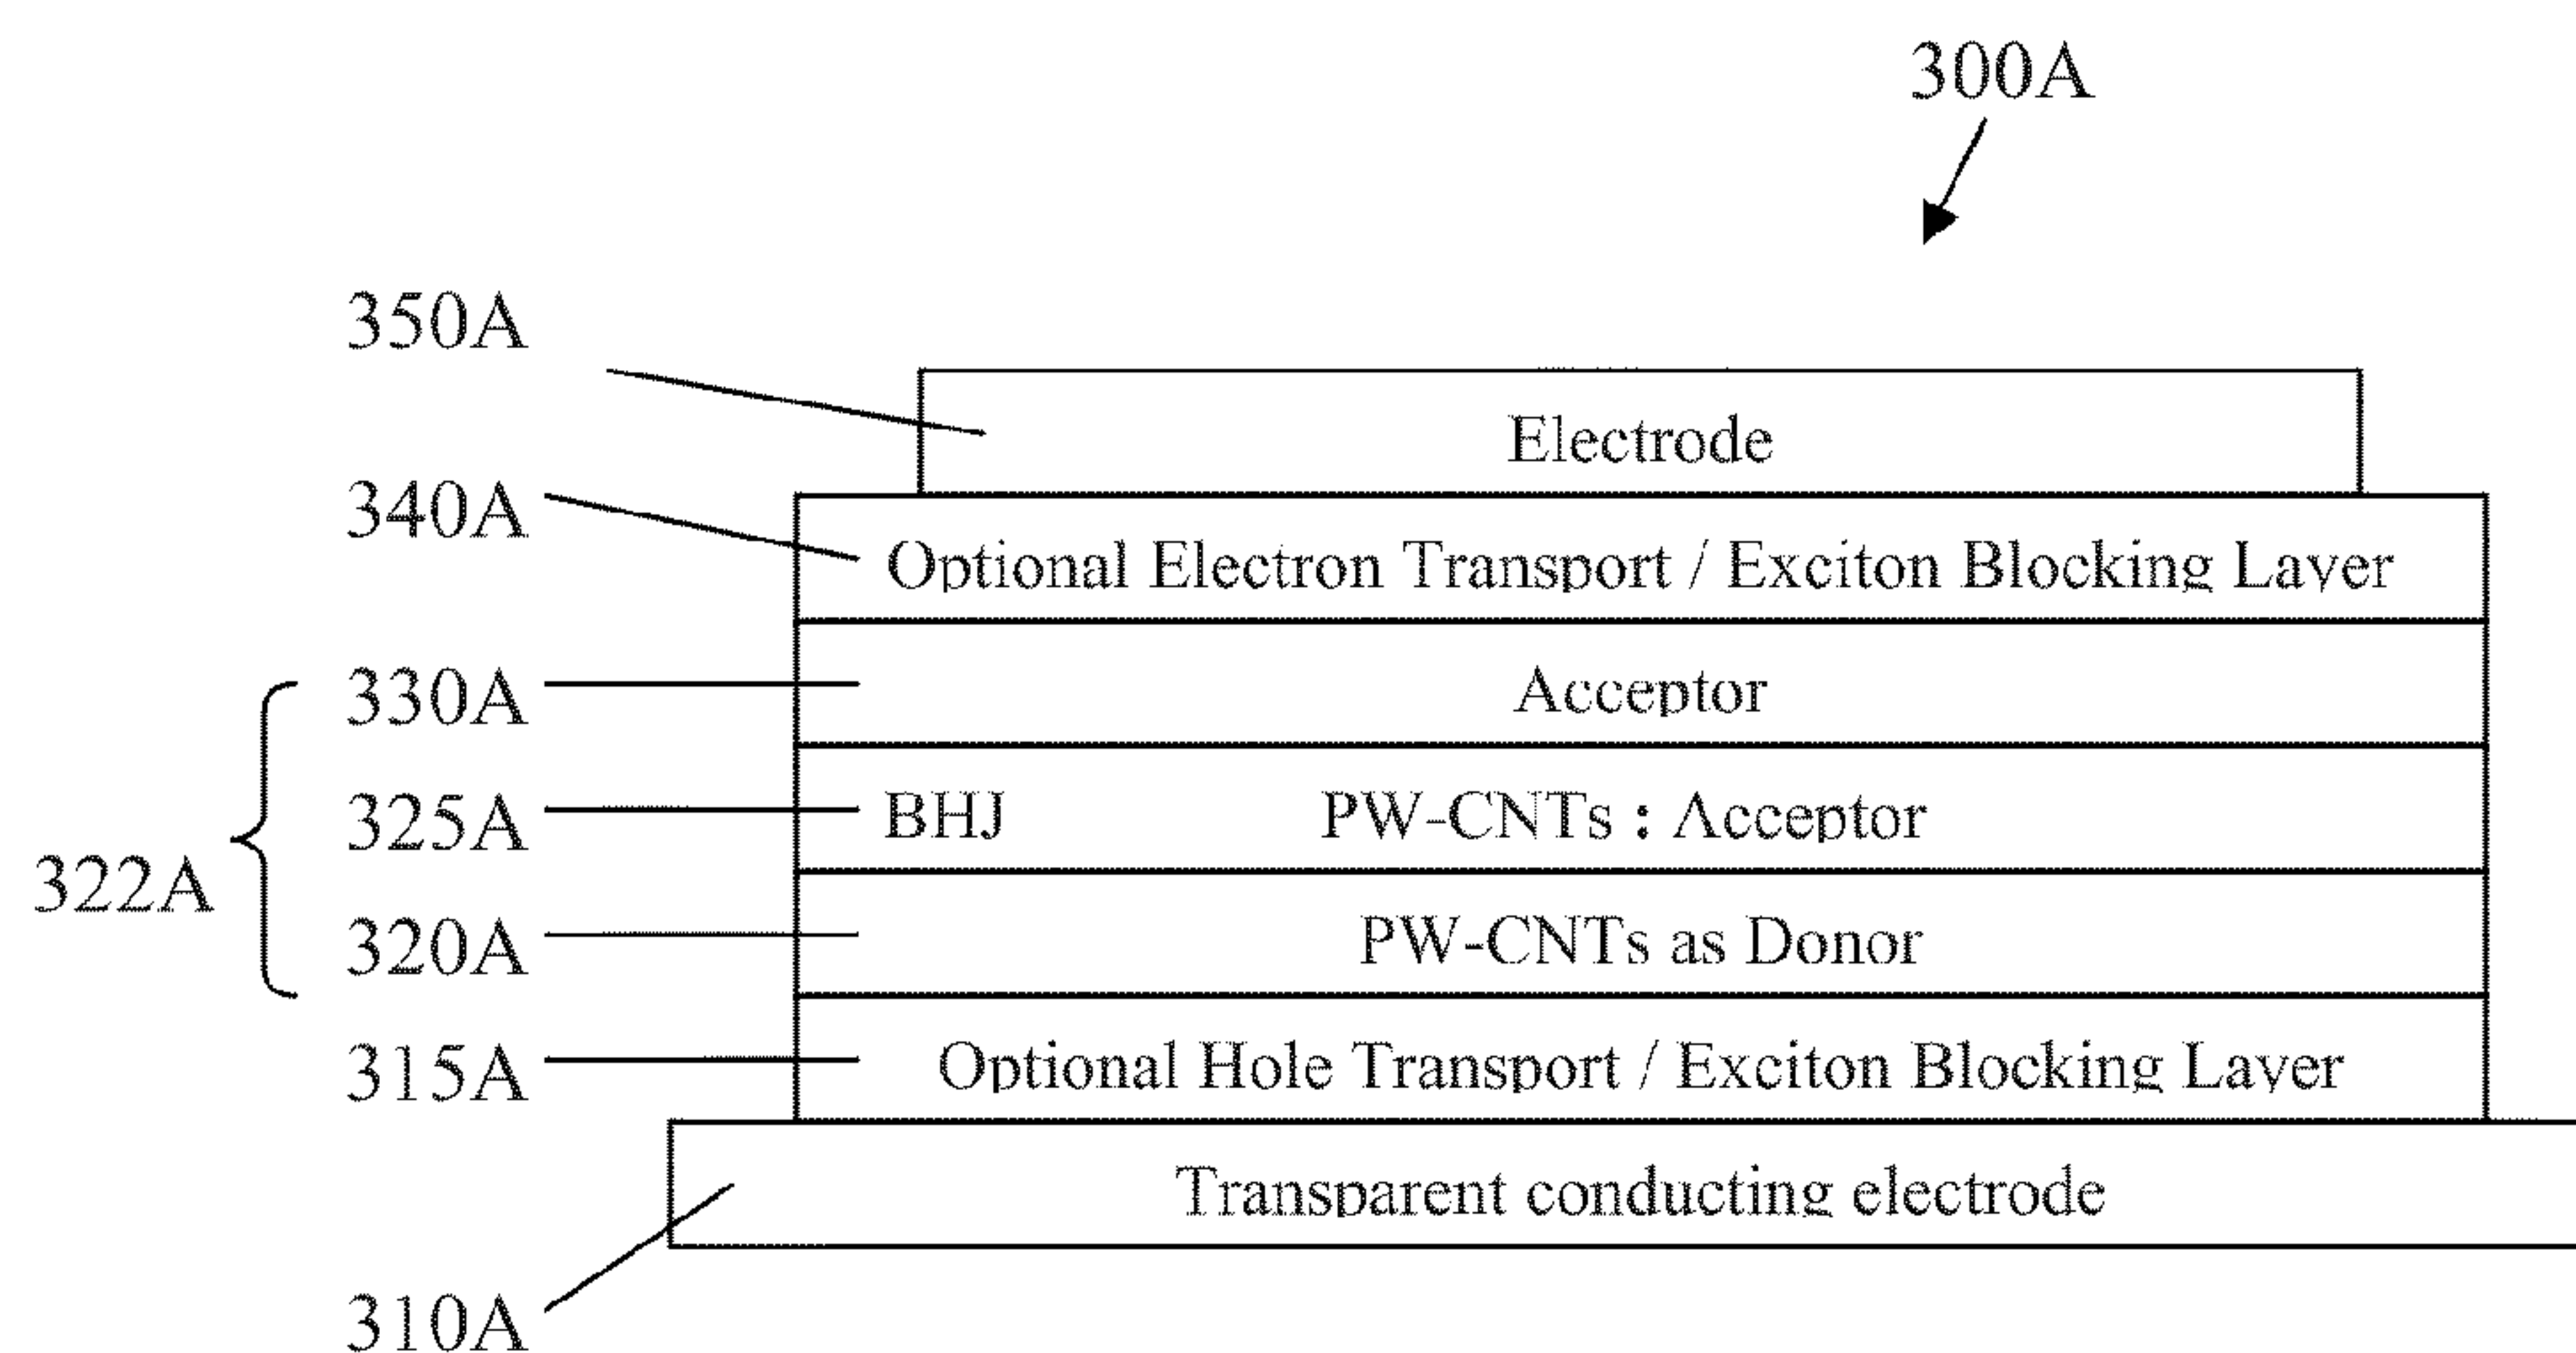 300A
350A
Electrode
340A
Optional Electron Transport / Exciton Blocking Layer
330A
Acceptor
325A
BHJ PW-CNTs : Acceptor
322A
320A
PW-CNTs as Donor
315A
Optional Hole Transport / Exciton Blocking Layer
Transparent conducting electrode
310A